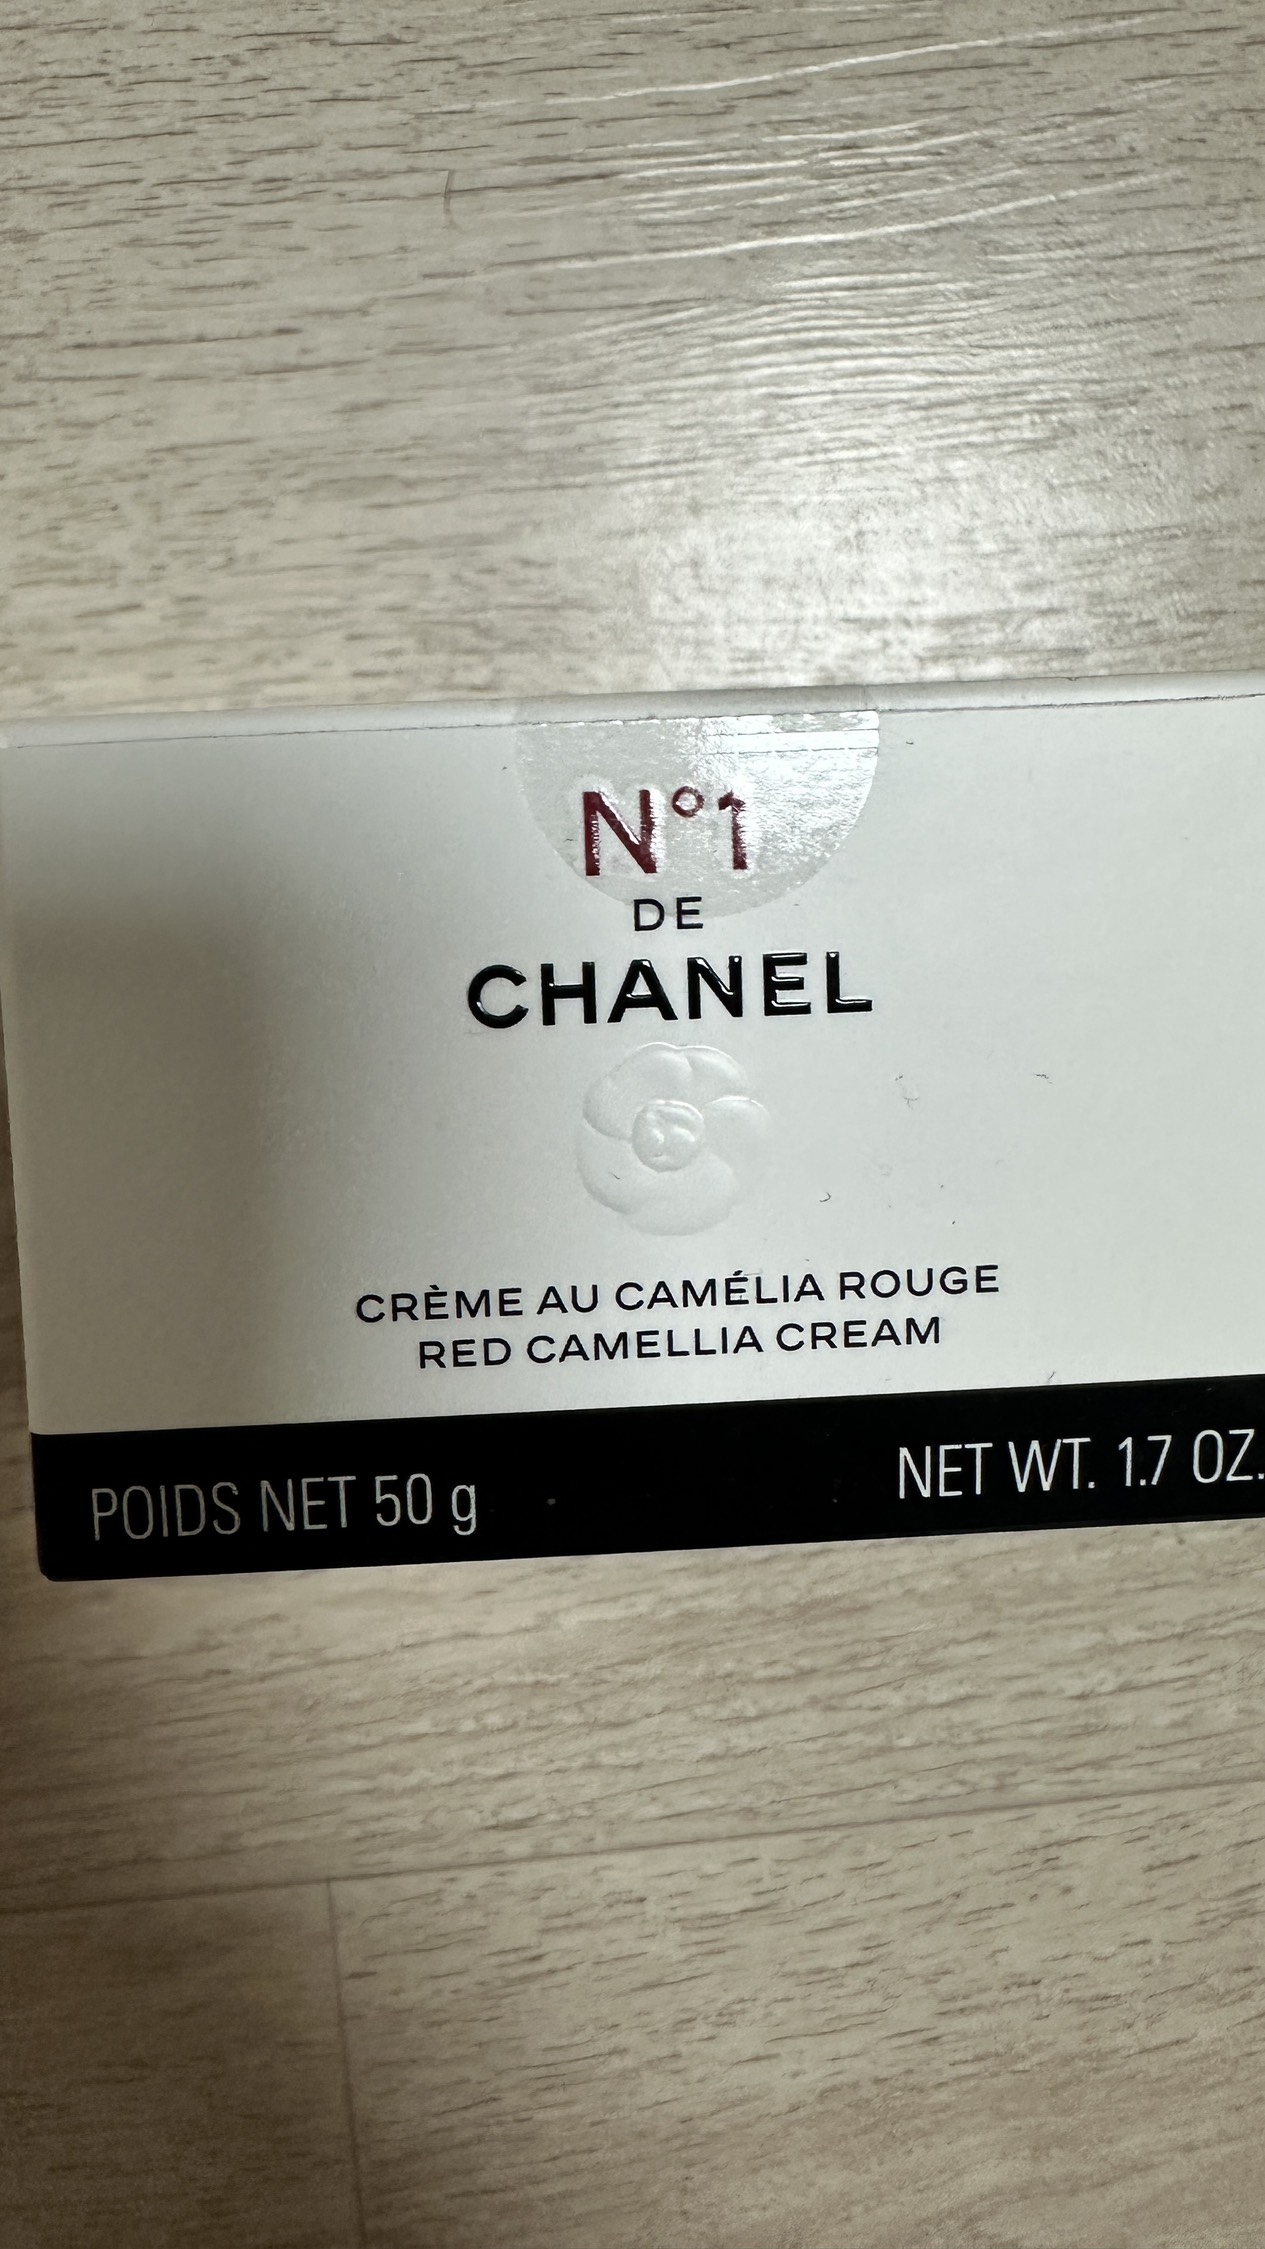 N°1
DE
CHANEL
CRÈME AU CAMÉLIA ROUGE
RED CAMELLIA CREAM
POIDS NET 50 g NET WT. 1.7 OZ.